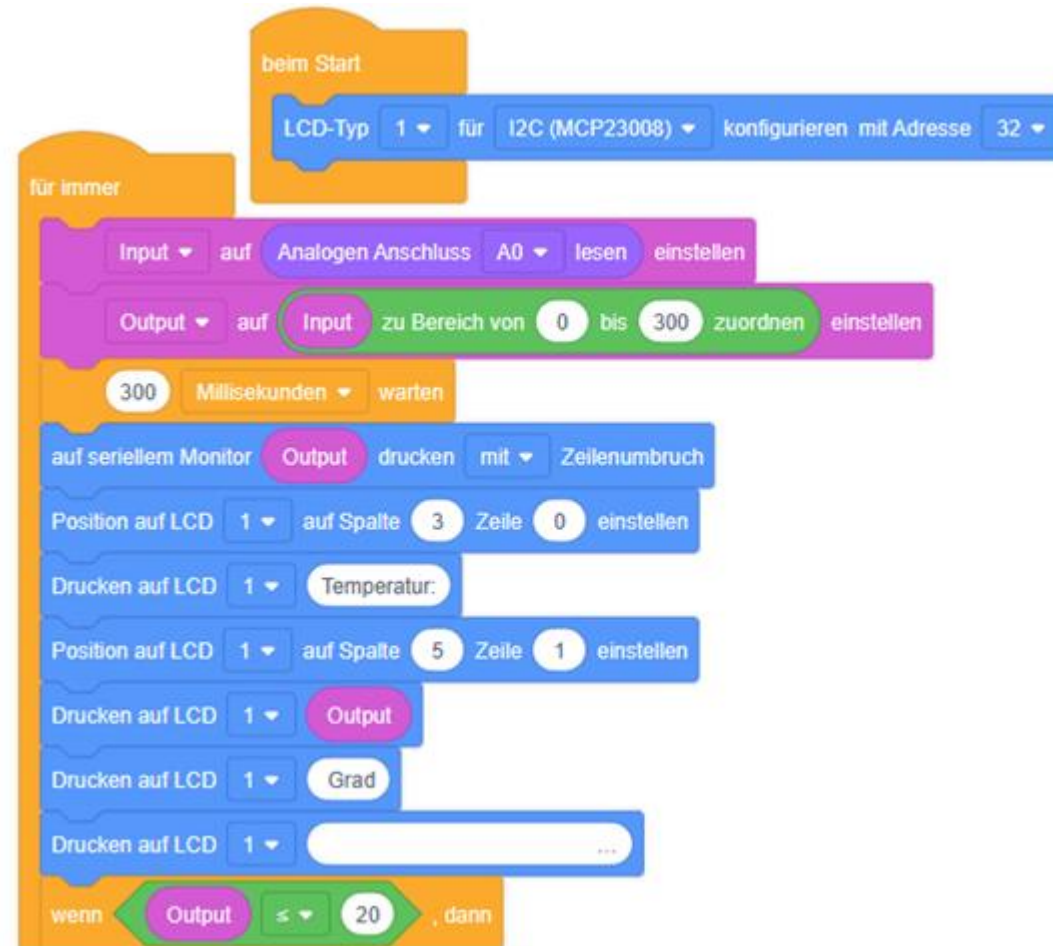 beim Start
LCD-Typ 1 für I2C (MCP23008) konfigurieren mit Adresse 32
für immer
Input auf Analogen Anschluss A0 lesen einstellen
Output auf Input zu Bereich von 0 bis 300 zuordnen einstellen
300 Millisekunden warten
auf seriellem Monitor Output drucken mit Zeilenumbruch
Position auf LCD 1 auf Spalte 3 Zeile 0 einstellen
Drucken auf LCD 1 Temperatur:
Position auf LCD 1 auf Spalte 5 Zeile 1 einstellen
Drucken auf LCD 1 Output
Drucken auf LCD 1 Grad
Drucken auf LCD 1 ...
wenn Output ≤ 20 , dann